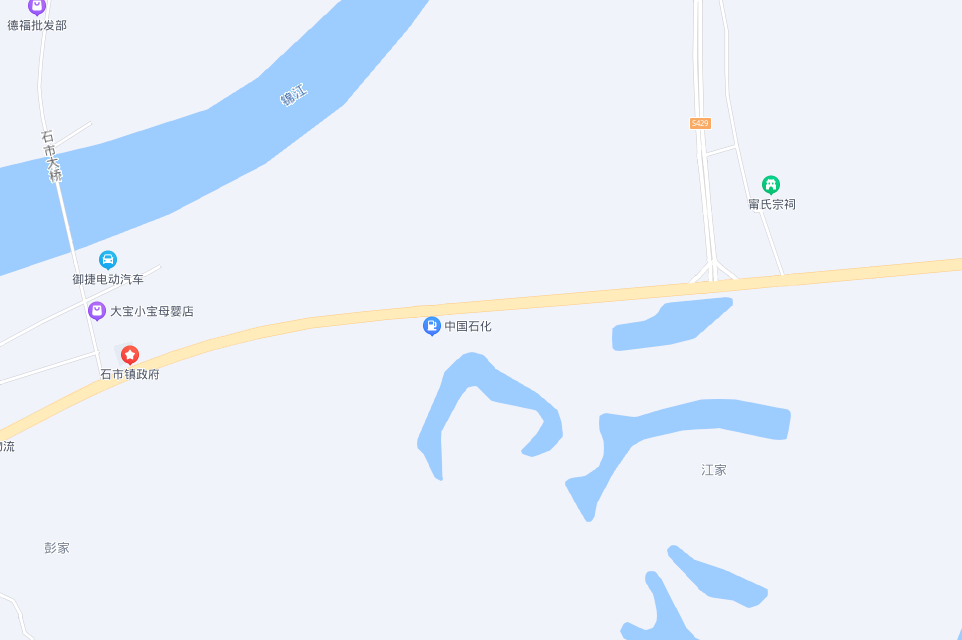 德福批发部
锦江
S429
石市大桥
甯氏宗祠
御捷电动汽车
大宝小宝母婴店
中国石化
石市镇政府
流
江家
彭家